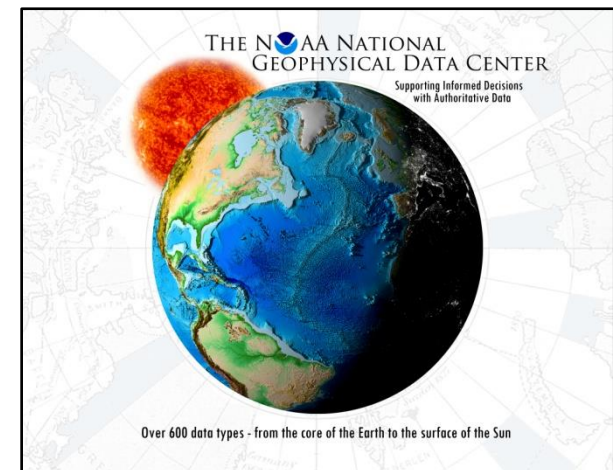 THE NOAA NATIONAL
GEOPHYSICAL DATA CENTER
Supporting Informed Decisions
with Authoritative Data
Over 600 data types - from the core of the Earth to the surface of the Sun